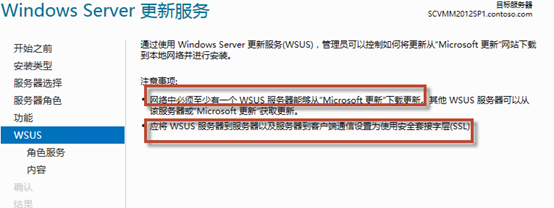 Windows Server 更新服务
目标服务器
SCVMM2012SP1.contoso.com
开始之前
安装类型
服务器选择
服务器角色
功能
WSUS
角色服务
内容
确认
结果
通过使用 Windows Server 更新服务(WSUS)，管理员可以控制如何将更新从"Microsoft 更新"网站下
载到本地网络并进行安装。
注意事项:
• 网络中必须至少有一个 WSUS 服务器能够从"Microsoft 更新"下载更新。其他 WSUS 服务器可以从
该服务器或"Microsoft 更新"获取更新。
• 应将 WSUS 服务器到服务器以及服务器到客户端通信设置为使用安全套接字层(SSL)